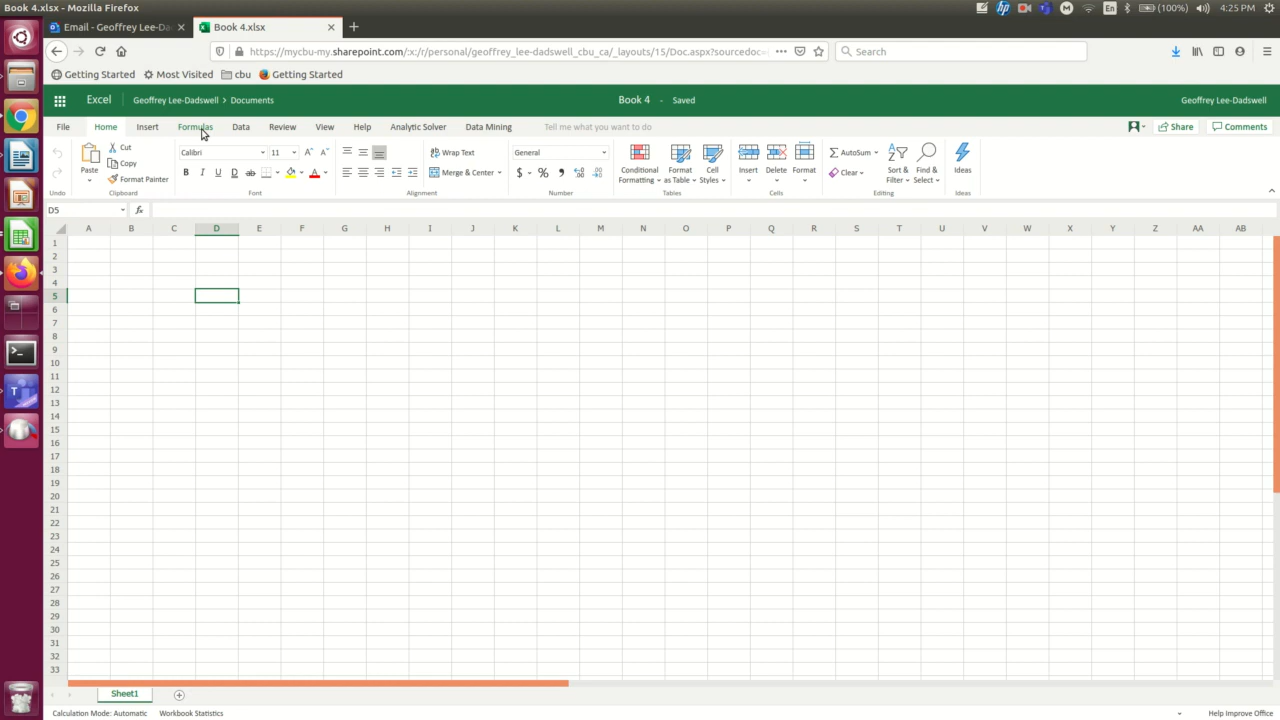 Book 4.xlsx - Mozilla Firefox
En
(100%)
4:25 PM
Email - Geoffrey Lee-Da
Book 4.xlsx
https://mycbu-my.sharepoint.com/:x:/r/personal/geoffrey_lee-dadswell_cbu_ca/_layouts/15/Doc.aspx?sourcedoc=
Search
Getting Started
Most Visited
cbu
Getting Started
Excel
Geoffrey Lee-Dadswell > Documents
Book 4 - Saved
Geoffrey Lee-Dadswell
File Home Insert Formulas Data Review View Help Analytic Solver Data Mining Tell me what you want to do
Share
Comments
Cut
Calibri 11
Wrap Text
General
AutoSum
Copy
Paste
Conditional Formatting
Format as Table
Cell Styles
Insert
Delete
Format
Sort & Filter
Find & Select
Ideas
Format Painter
B I U D ab
Merge & Center
$ % ,
Clear
Undo Clipboard Font Alignment Number Tables Cells Editing Ideas
D5
fx
A B C D E F G H I J K L M N O P Q R S T U V W X Y Z AA AB
1
2
3
4
5
6
7
8
9
10
11
12
13
14
15
16
17
18
19
20
21
22
23
24
25
26
27
28
29
30
31
32
33
Sheet1
Calculation Mode: Automatic Workbook Statistics
Help Improve Office